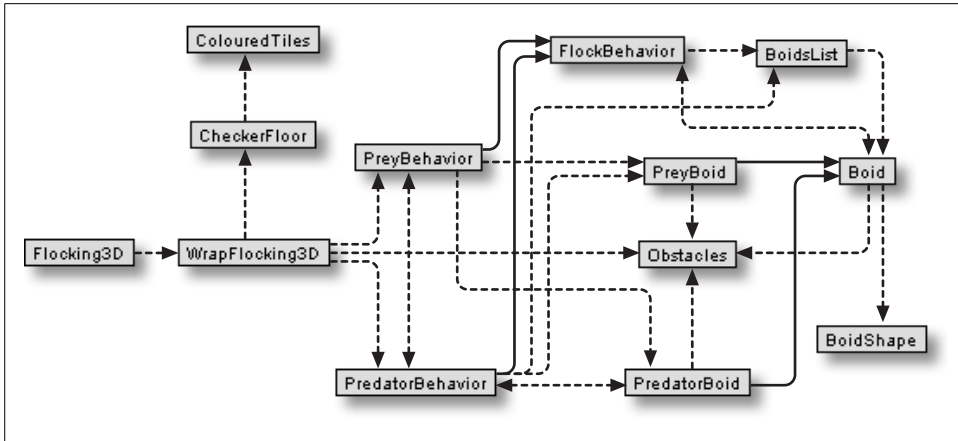 ColouredTiles
FlockBehavior
BoidsList
CheckerFloor
PreyBehavior
PreyBoid
Boid
Flocking3D
WrapFlocking3D
Obstacles
BoidShape
PredatorBehavior
PredatorBoid